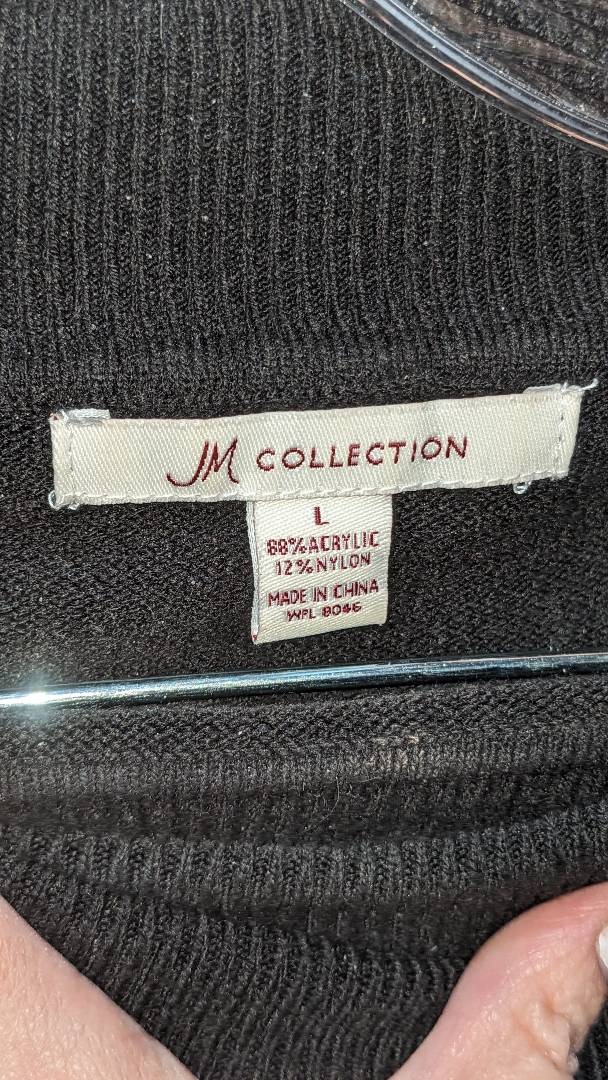 JM COLLECTION
L
88% ACRYLIC
12% NYLON
MADE IN CHINA
WPL 8046